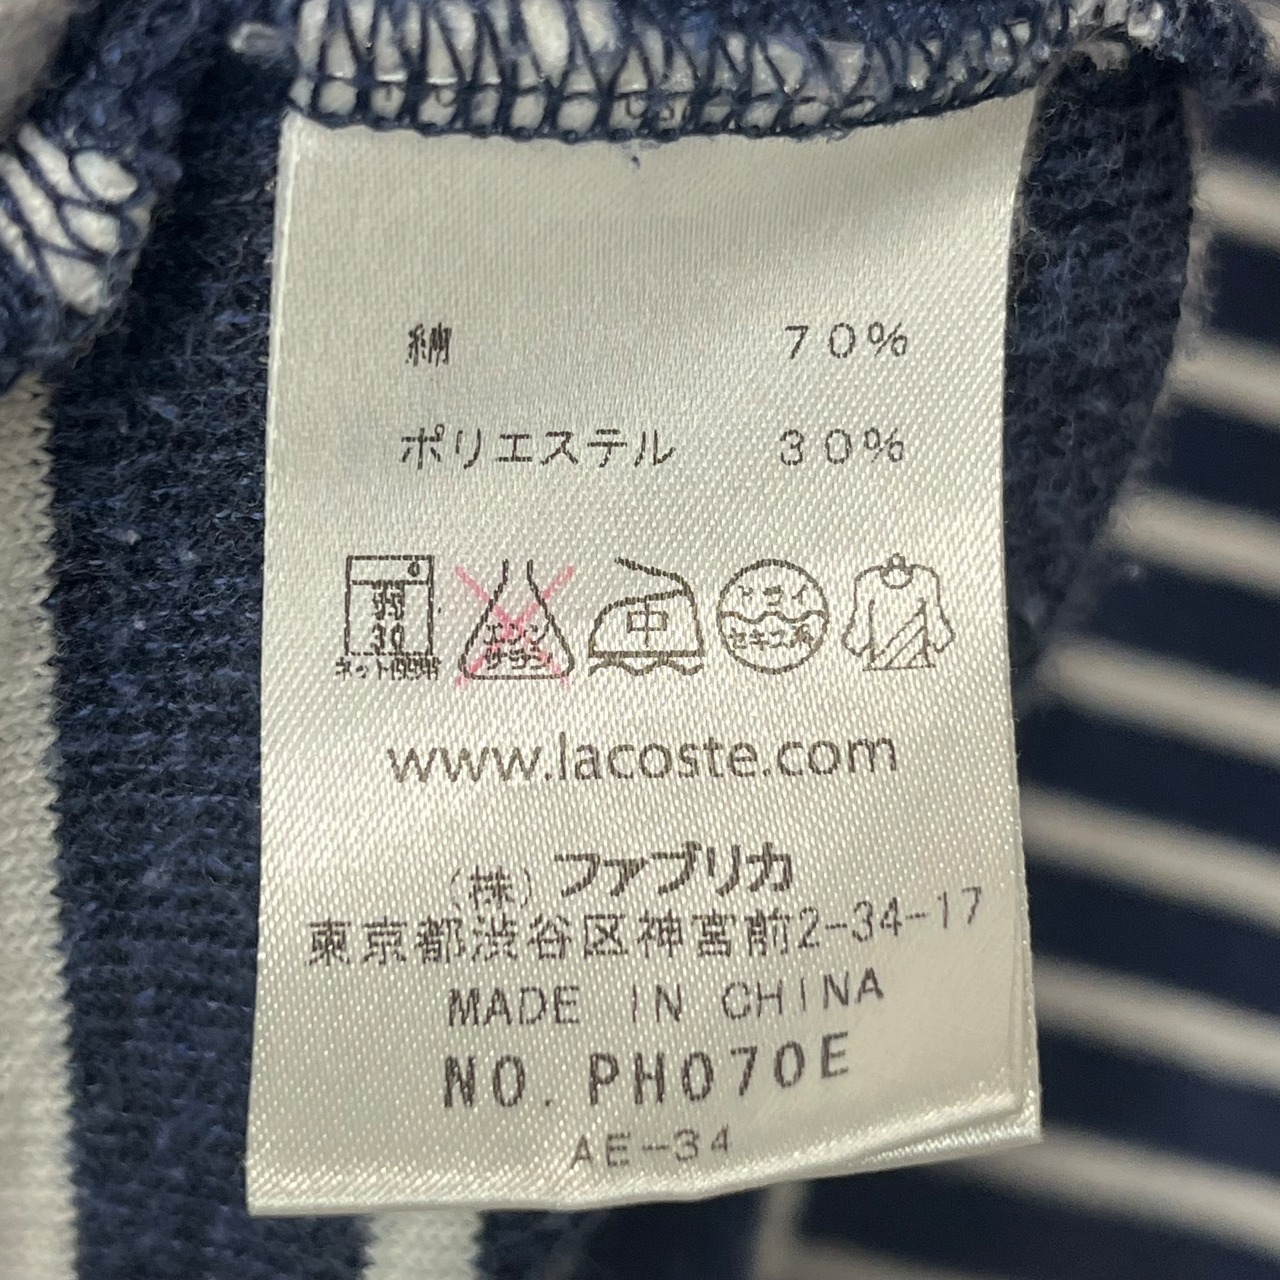 綿 70%
ポリエステル 30%
弱 30 ネット使用 エンソ サラシ 中 ドライ セキユ系
www.lacoste.com
(株)ファブリカ
東京都渋谷区神宮前2-34-17
MADE IN CHINA
NO. PH070E
AE-34